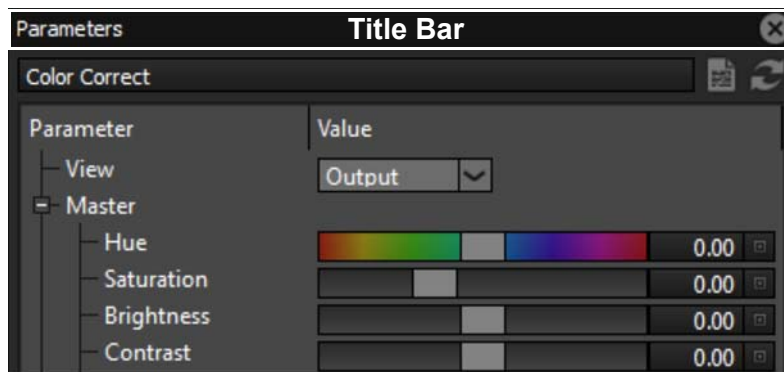 Parameters Title Bar
Color Correct
Parameter Value
View Output
Master
Hue 0.00
Saturation 0.00
Brightness 0.00
Contrast 0.00